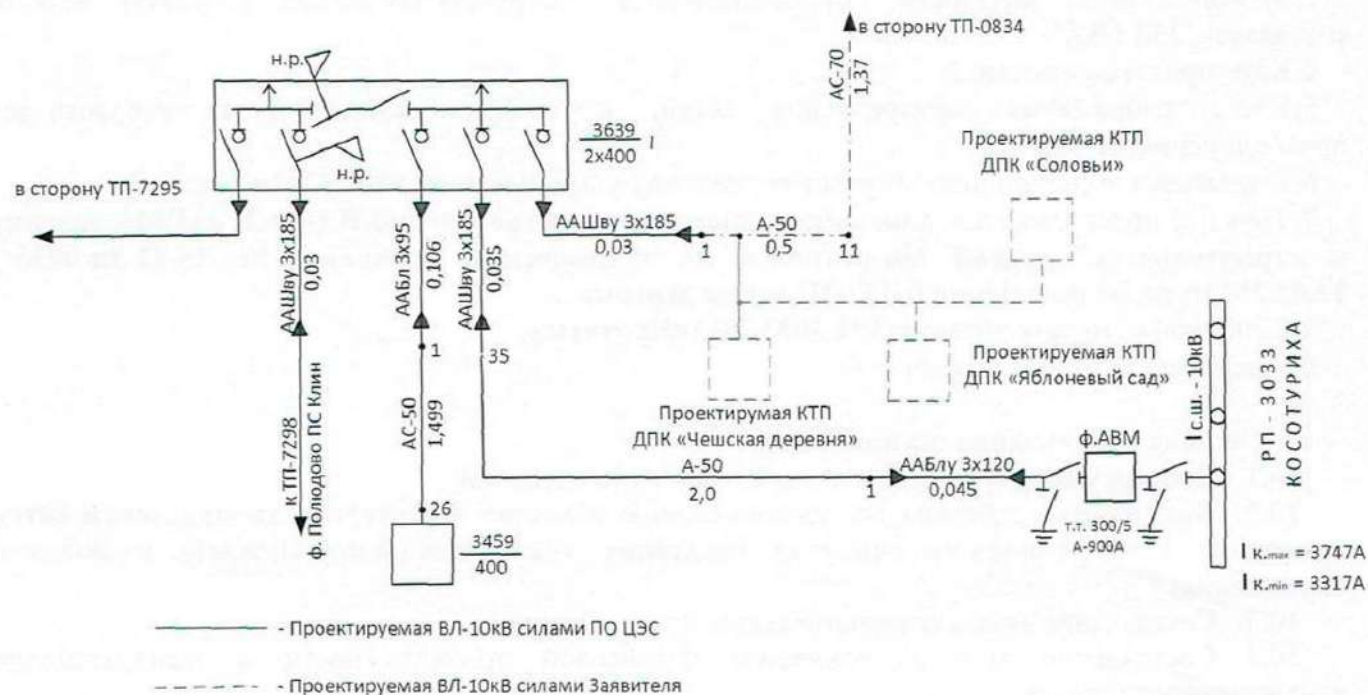 в сторону ТП-0834
н.р.
АС-70
1,37
3639
2х400
I
Проектируемая КТП
ДПК «Соловьи»
н.р.
в сторону ТП-7295
ААШву 3х185
0,03
ААБл 3х95
0,106
ААШву 3х185
0,035
ААШву 3х185
0,03
1
А-50
0,5
11
35
1
Проектируемая КТП
ДПК «Яблоневый сад»
Проектирумая КТП
ДПК «Чешская деревня»
к ТП-7298
ф. Полюдово ПС Клин
АС-50
1,499
26
3459
400
А-50
2,0
1
ААБлу 3х120
0,045
ф.АВМ
т.т. 300/5
А-900А
I с.ш. -10кВ
РП - 3033
КОСОТУРИХА
I к.max = 3747А
I к.min = 3317А
- Проектируемая ВЛ-10кВ силами ПО ЦЭС
- Проектируемая ВЛ-10кВ силами Заявителя